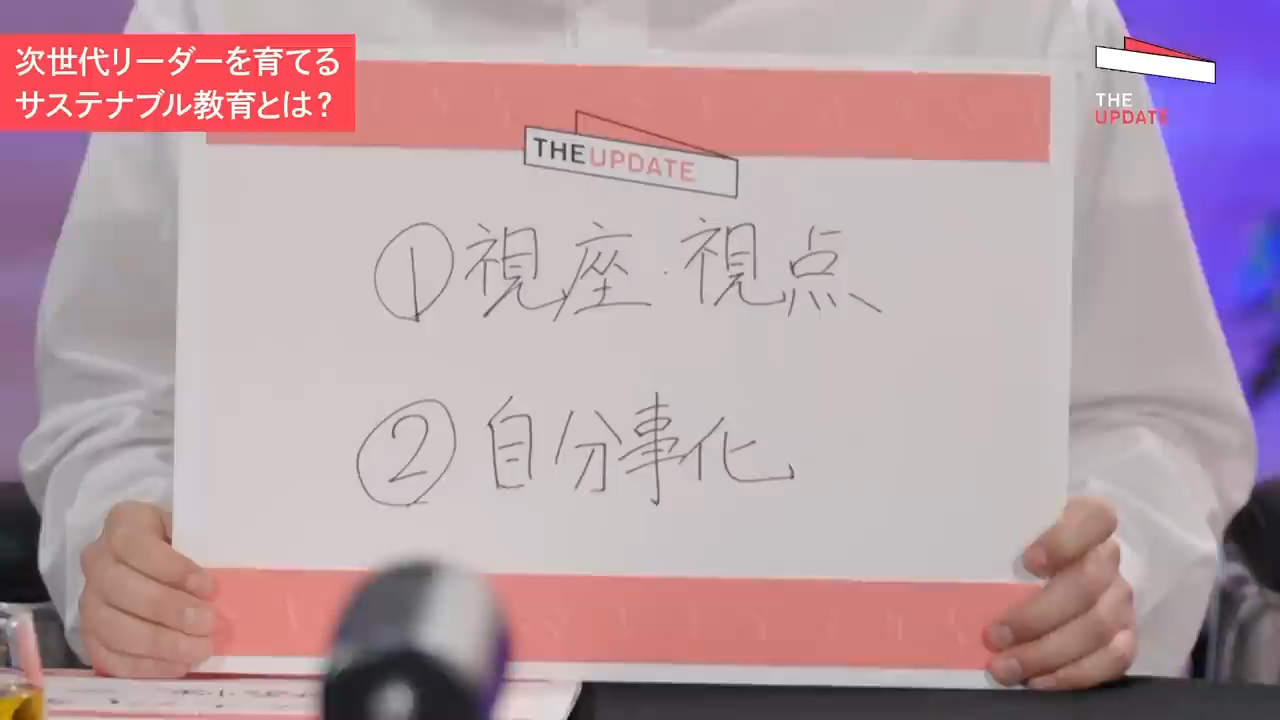 次世代リーダーを育てる
サステナブル教育とは？
THE
UPDATE
THE UPDATE
①視座・視点
②自分事化